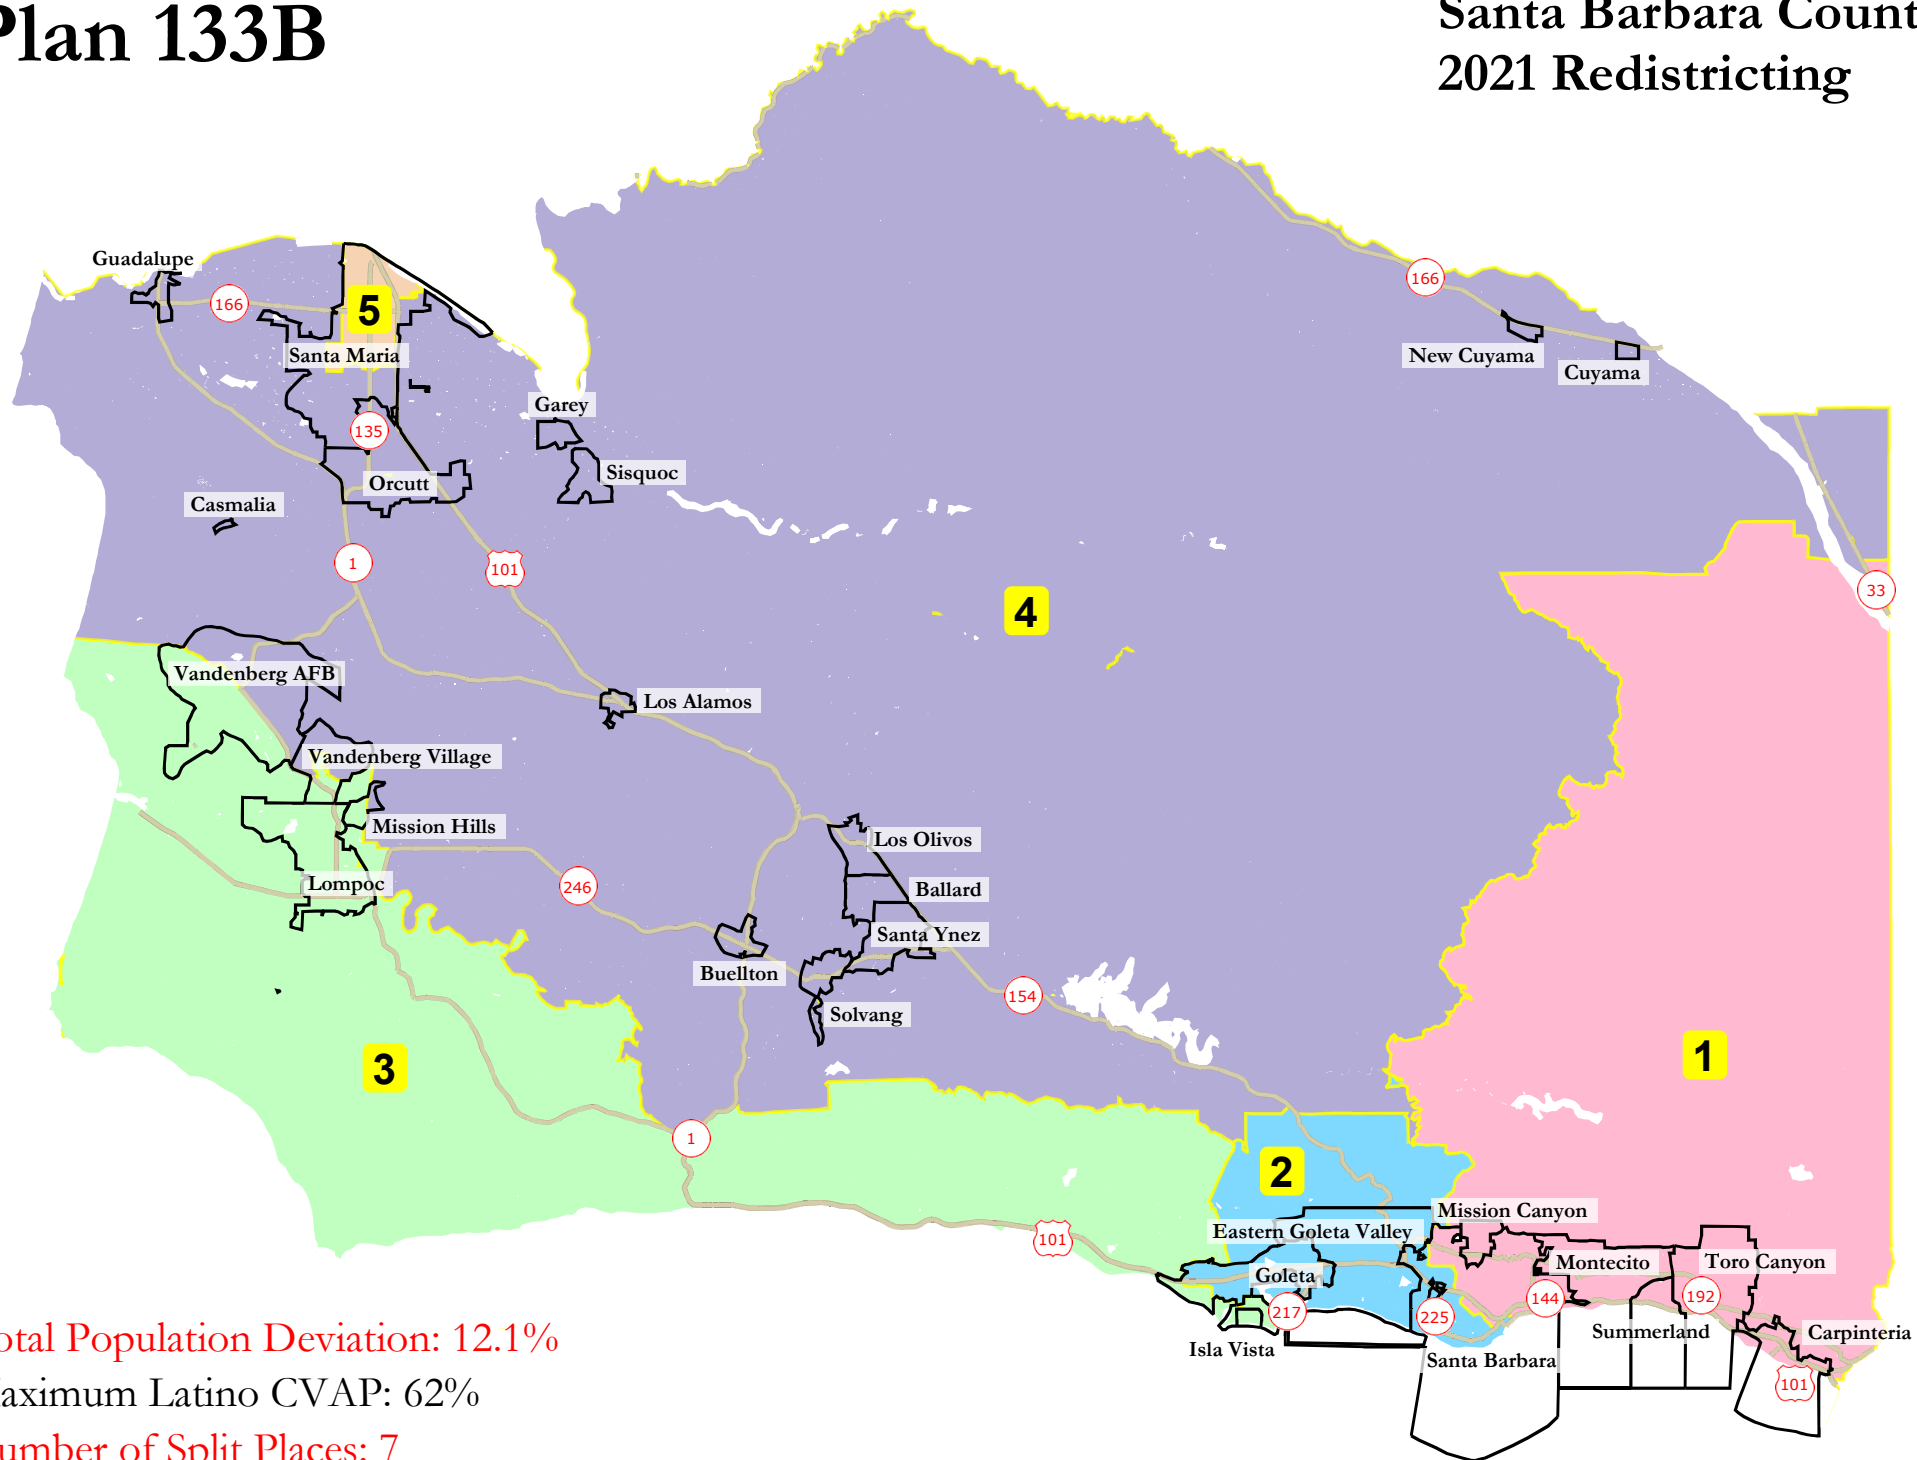 Plan 133B
Santa Barbara Count
2021 Redistricting
Guadalupe
166
5
Santa Maria
166
New Cuyama
Cuyama
Garey
135
Sisquoc
Orcutt
Casmalia
1
101
33
4
Vandenberg AFB
Los Alamos
Vandenberg Village
Mission Hills
Los Olivos
Lompoc
246
Ballard
Santa Ynez
Buellton
154
Solvang
3
1
1
2
Mission Canyon
Eastern Goleta Valley
101
Montecito
Toro Canyon
Goleta
217
225
144
192
Summerland
Carpinteria
Isla Vista
Santa Barbara
101
otal Population Deviation: 12.1%
aximum Latino CVAP: 62%
umber of Split Places: 7